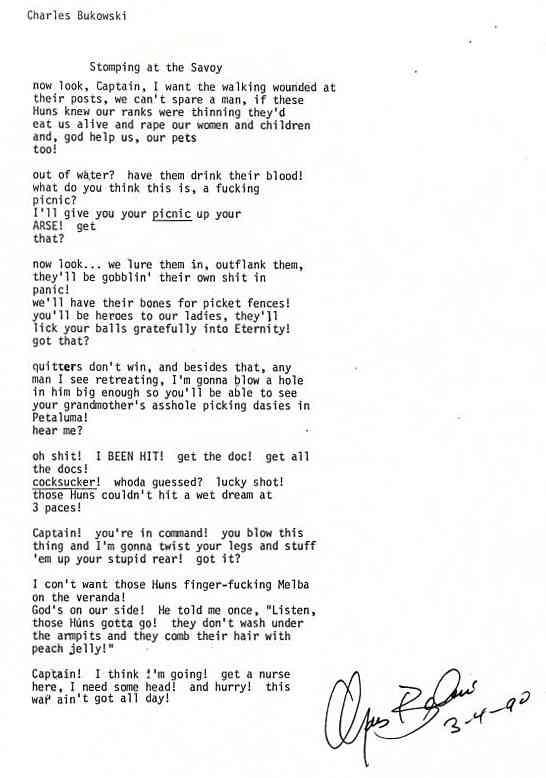 Charles Bukowski
Stomping at the Savoy
now look, Captain, I want the walking wounded at
their posts, we can't spare a man, if these
Huns knew our ranks were thinning they'd
eat us alive and rape our women and children
and, god help us, our pets
too!
out of water? have them drink their blood!
what do you think this is, a fucking
picnic?
I'll give you your picnic up your
ARSE! get
that?
now look... we lure them in, outflank them,
they'll be gobblin' their own shit in
panic!
we'll have their bones for picket fences!
you'll be heroes to our ladies, they'll
lick your balls gratefully into Eternity!
got that?
quitters don't win, and besides that, any
man I see retreating, I'm gonna blow a hole
in him big enough so you'll be able to see
your grandmother's asshole picking dasies in
Petaluma!
hear me?
oh shit! I BEEN HIT! get the doc! get all
the docs!
cocksucker! whoda guessed? lucky shot!
those Huns couldn't hit a wet dream at
3 paces!
Captain! you're in command! you blow this
thing and I'm gonna twist your legs and stuff
'em up your stupid rear! got it?
I con't want those Huns finger-fucking Melba
on the veranda!
God's on our side! He told me once, "Listen,
those Huns gotta go! they don't wash under
the armpits and they comb their hair with
peach jelly!"
Captain! I think I'm going! get a nurse
here, I need some head! and hurry! this
war ain't got all day!
3-4-90